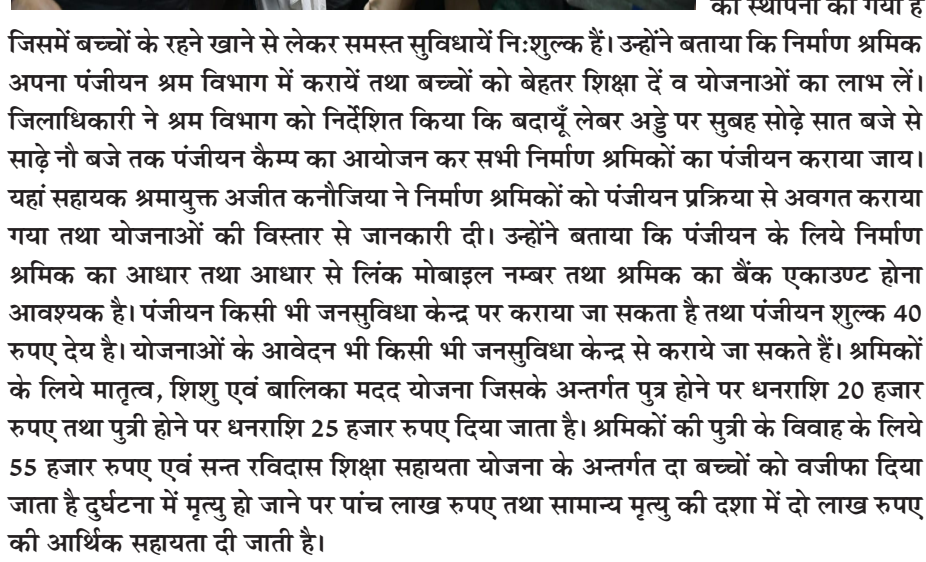 की स्थापना की गयी है
जिसमें बच्चों के रहने खाने से लेकर समस्त सुविधायें नि:शुल्क हैं। उन्होंने बताया कि निर्माण श्रमिक
अपना पंजीयन श्रम विभाग में करायें तथा बच्चों को बेहतर शिक्षा दें व योजनाओं का लाभ लें।
जिलाधिकारी ने श्रम विभाग को निर्देशित किया कि बदायूँ लेबर अड्डे पर सुबह सोढ़े सात बजे से
साढ़े नौ बजे तक पंजीयन कैम्प का आयोजन कर सभी निर्माण श्रमिकों का पंजीयन कराया जाय।
यहां सहायक श्रमायुक्त अजीत कनौजिया ने निर्माण श्रमिकों को पंजीयन प्रक्रिया से अवगत कराया
गया तथा योजनाओं की विस्तार से जानकारी दी। उन्होंने बताया कि पंजीयन के लिये निर्माण
श्रमिक का आधार तथा आधार से लिंक मोबाइल नम्बर तथा श्रमिक का बैंक एकाउण्ट होना
आवश्यक है। पंजीयन किसी भी जनसुविधा केन्द्र पर कराया जा सकता है तथा पंजीयन शुल्क 40
रुपए देय है। योजनाओं के आवेदन भी किसी भी जनसुविधा केन्द्र से कराये जा सकते हैं। श्रमिकों
के लिये मातृत्व, शिशु एवं बालिका मदद योजना जिसके अन्तर्गत पुत्र होने पर धनराशि 20 हजार
रुपए तथा पुत्री होने पर धनराशि 25 हजार रुपए दिया जाता है। श्रमिकों की पुत्री के विवाह के लिये
55 हजार रुपए एवं सन्त रविदास शिक्षा सहायता योजना के अन्तर्गत दा बच्चों को वजीफा दिया
जाता है दुर्घटना में मृत्यु हो जाने पर पांच लाख रुपए तथा सामान्य मृत्यु की दशा में दो लाख रुपए
की आर्थिक सहायता दी जाती है।